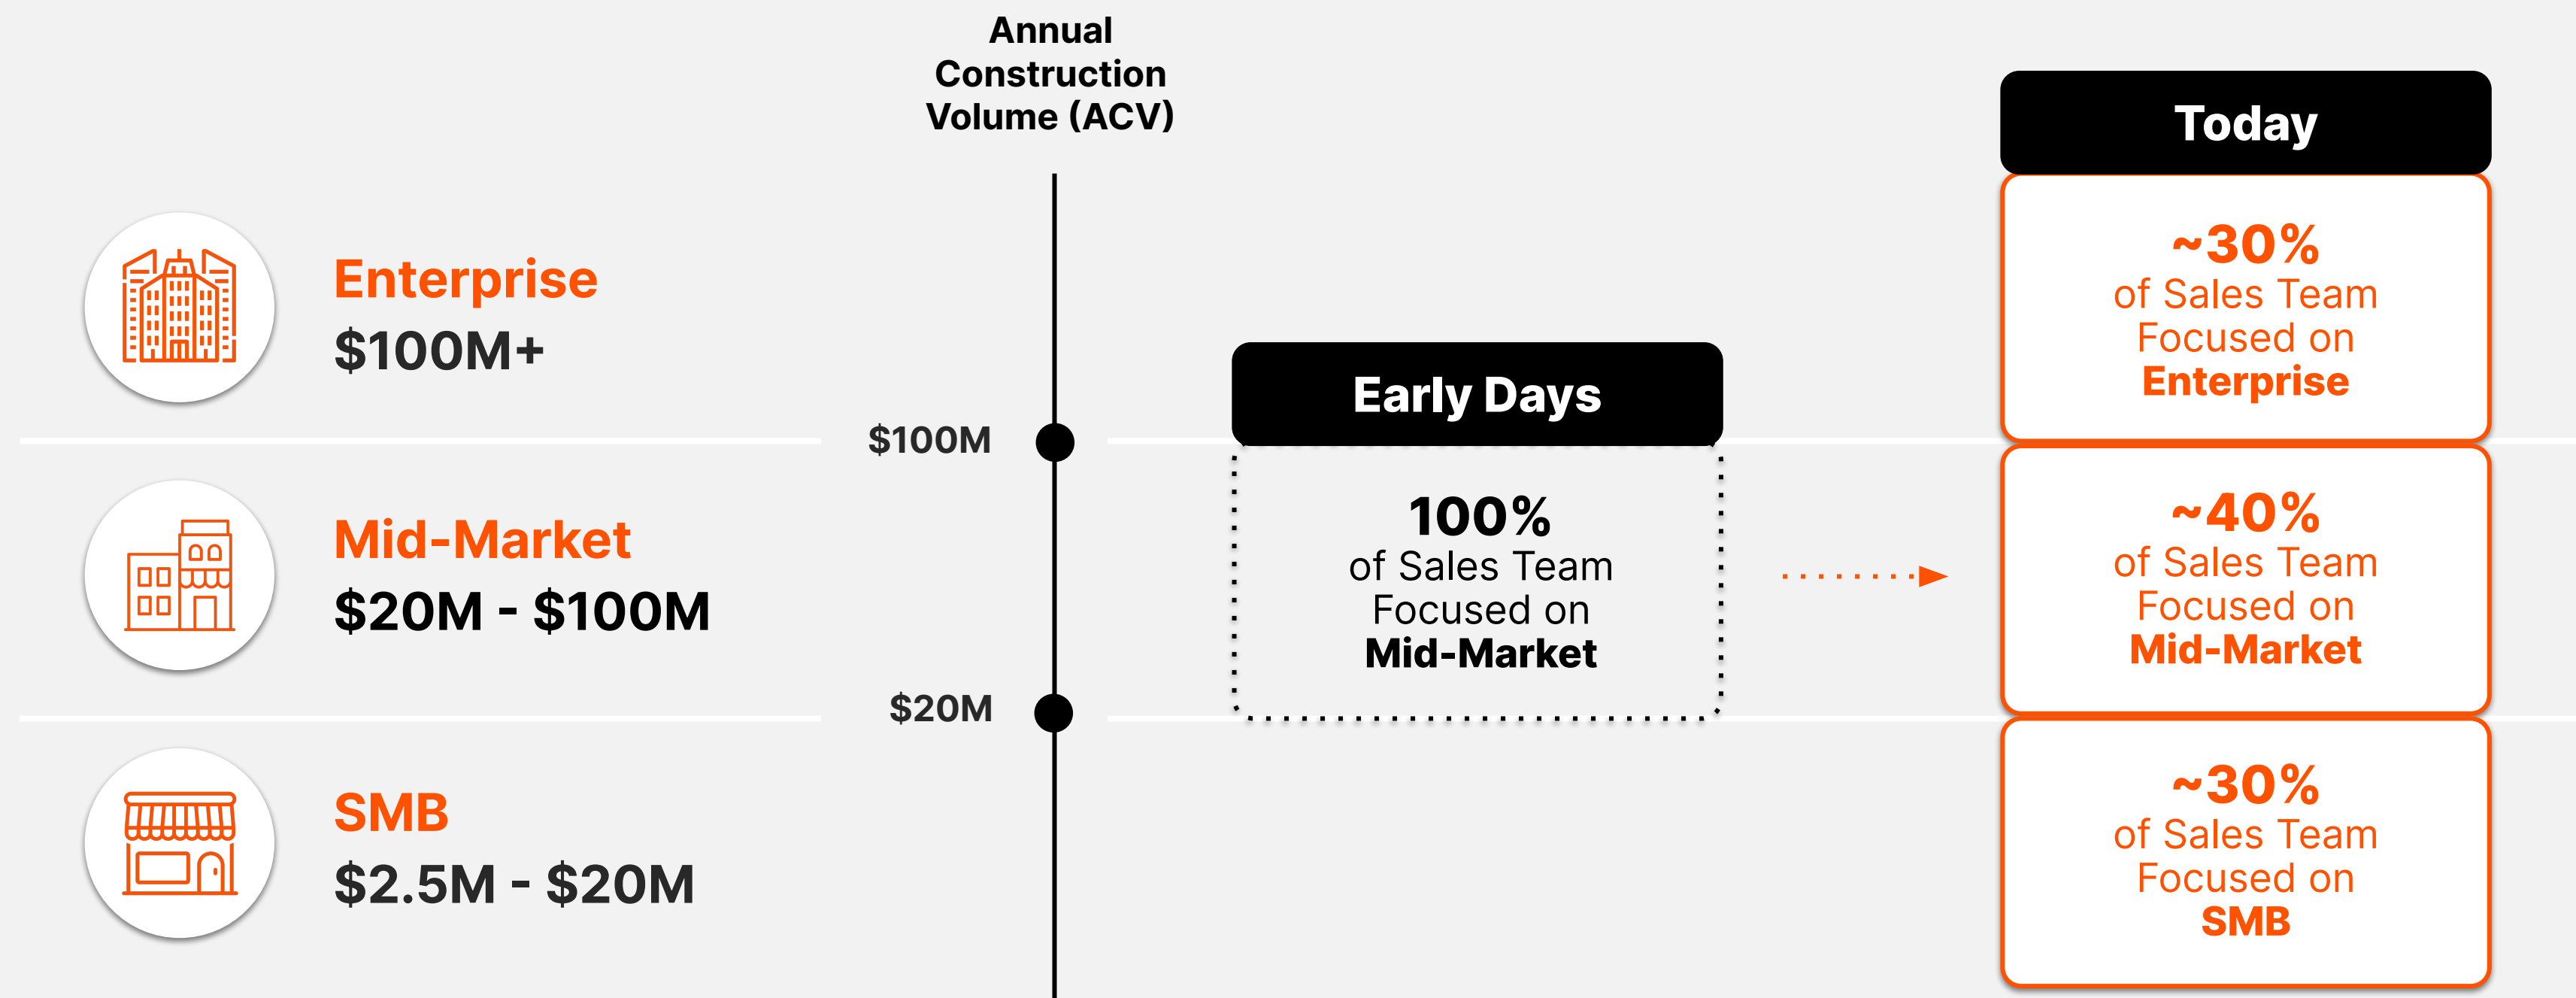 Annual
Construction
Volume (ACV)
Enterprise
$100M+
$100M
Mid-Market
$20M - $100M
$20M
SMB
$2.5M - $20M
Early Days
100%
of Sales Team
Focused on
Mid-Market
Today
~30%
of Sales Team
Focused on
Enterprise
~40%
of Sales Team
Focused on
Mid-Market
~30%
of Sales Team
Focused on
SMB